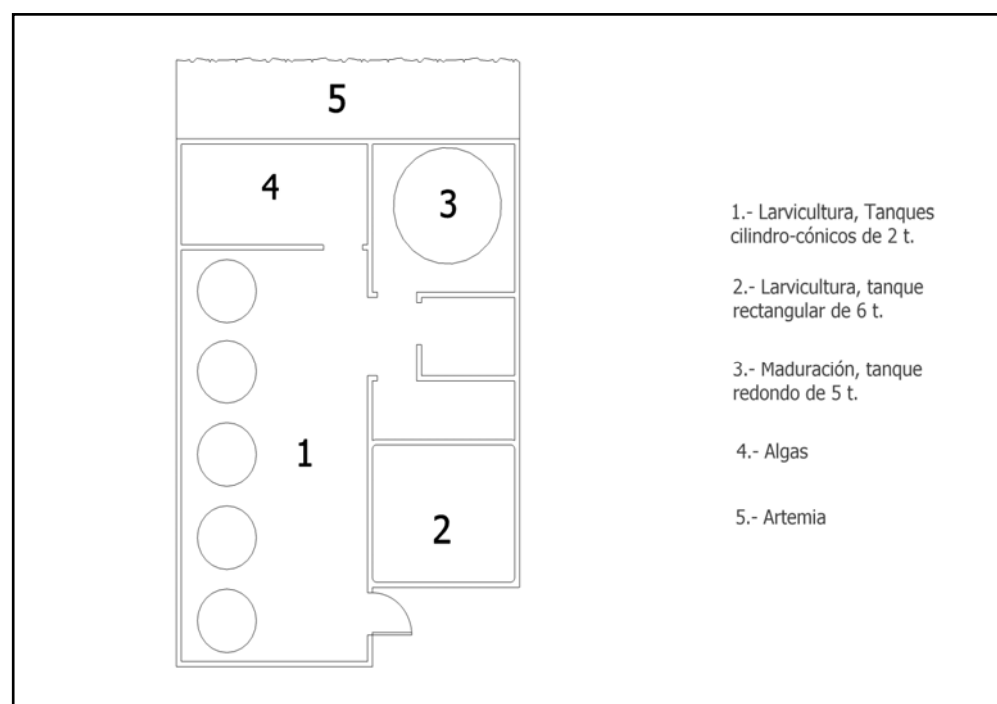 5
4
3
1
2
1.- Larvicultura, Tanques
cilindro-cónicos de 2 t.
2.- Larvicultura, tanque
rectangular de 6 t.
3.- Maduración, tanque
redondo de 5 t.
4.- Algas
5.- Artemia